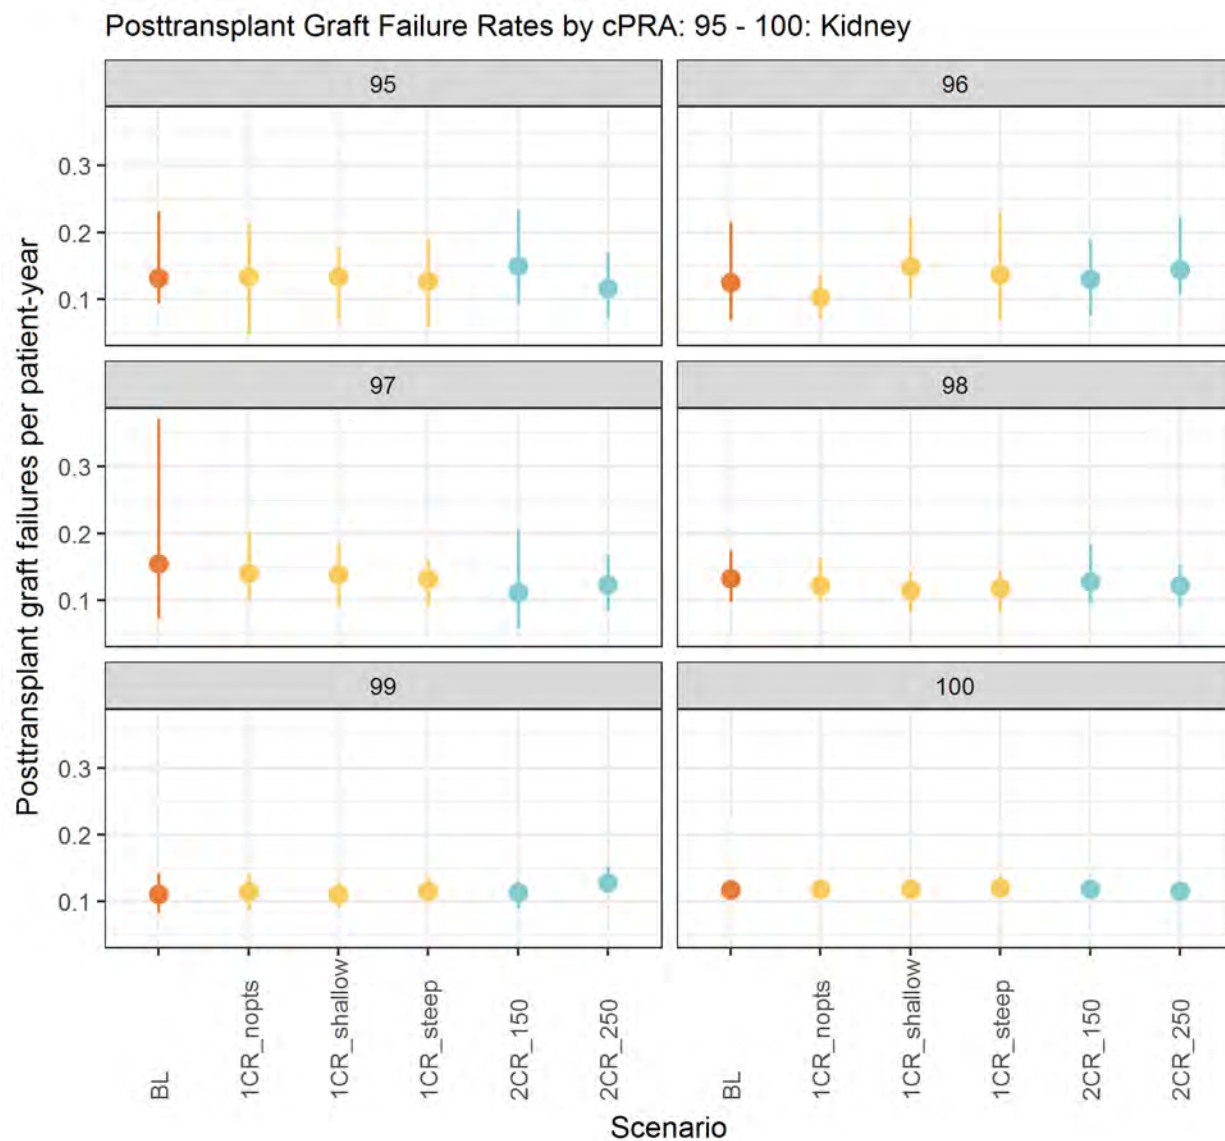 Posttransplant Graft Failure Rates by cPRA: 95 - 100: Kidney
95
96
0.3
0.2
0.1
97
98
0.3
0.2
0.1
99
100
0.3
0.2
0.1
Posttransplant graft failures per patient-year
BL
1CR_nopts
1CR_shallow
1CR_steep
2CR_150
2CR_250
BL
1CR_nopts
1CR_shallow
1CR_steep
2CR_150
2CR_250
Scenario